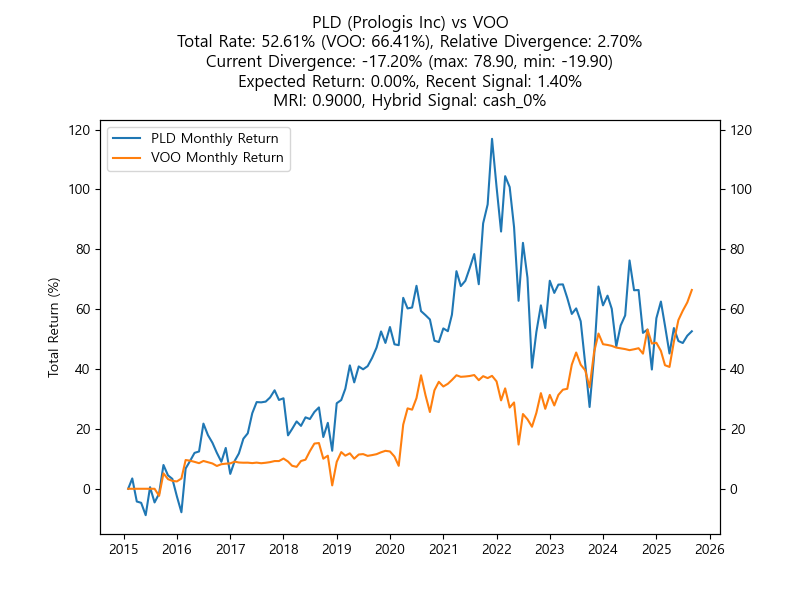 PLD (Prologis Inc) vs VOO
Total Rate: 52.61% (VOO: 66.41%), Relative Divergence: 2.70%
Current Divergence: -17.20% (max: 78.90, min: -19.90)
Expected Return: 0.00%, Recent Signal: 1.40%
MRI: 0.9000, Hybrid Signal: cash_0%
PLD Monthly Return
VOO Monthly Return
Total Return (%)
120
100
80
60
40
20
0
120
100
80
60
40
20
0
2015 2016 2017 2018 2019 2020 2021 2022 2023 2024 2025 2026